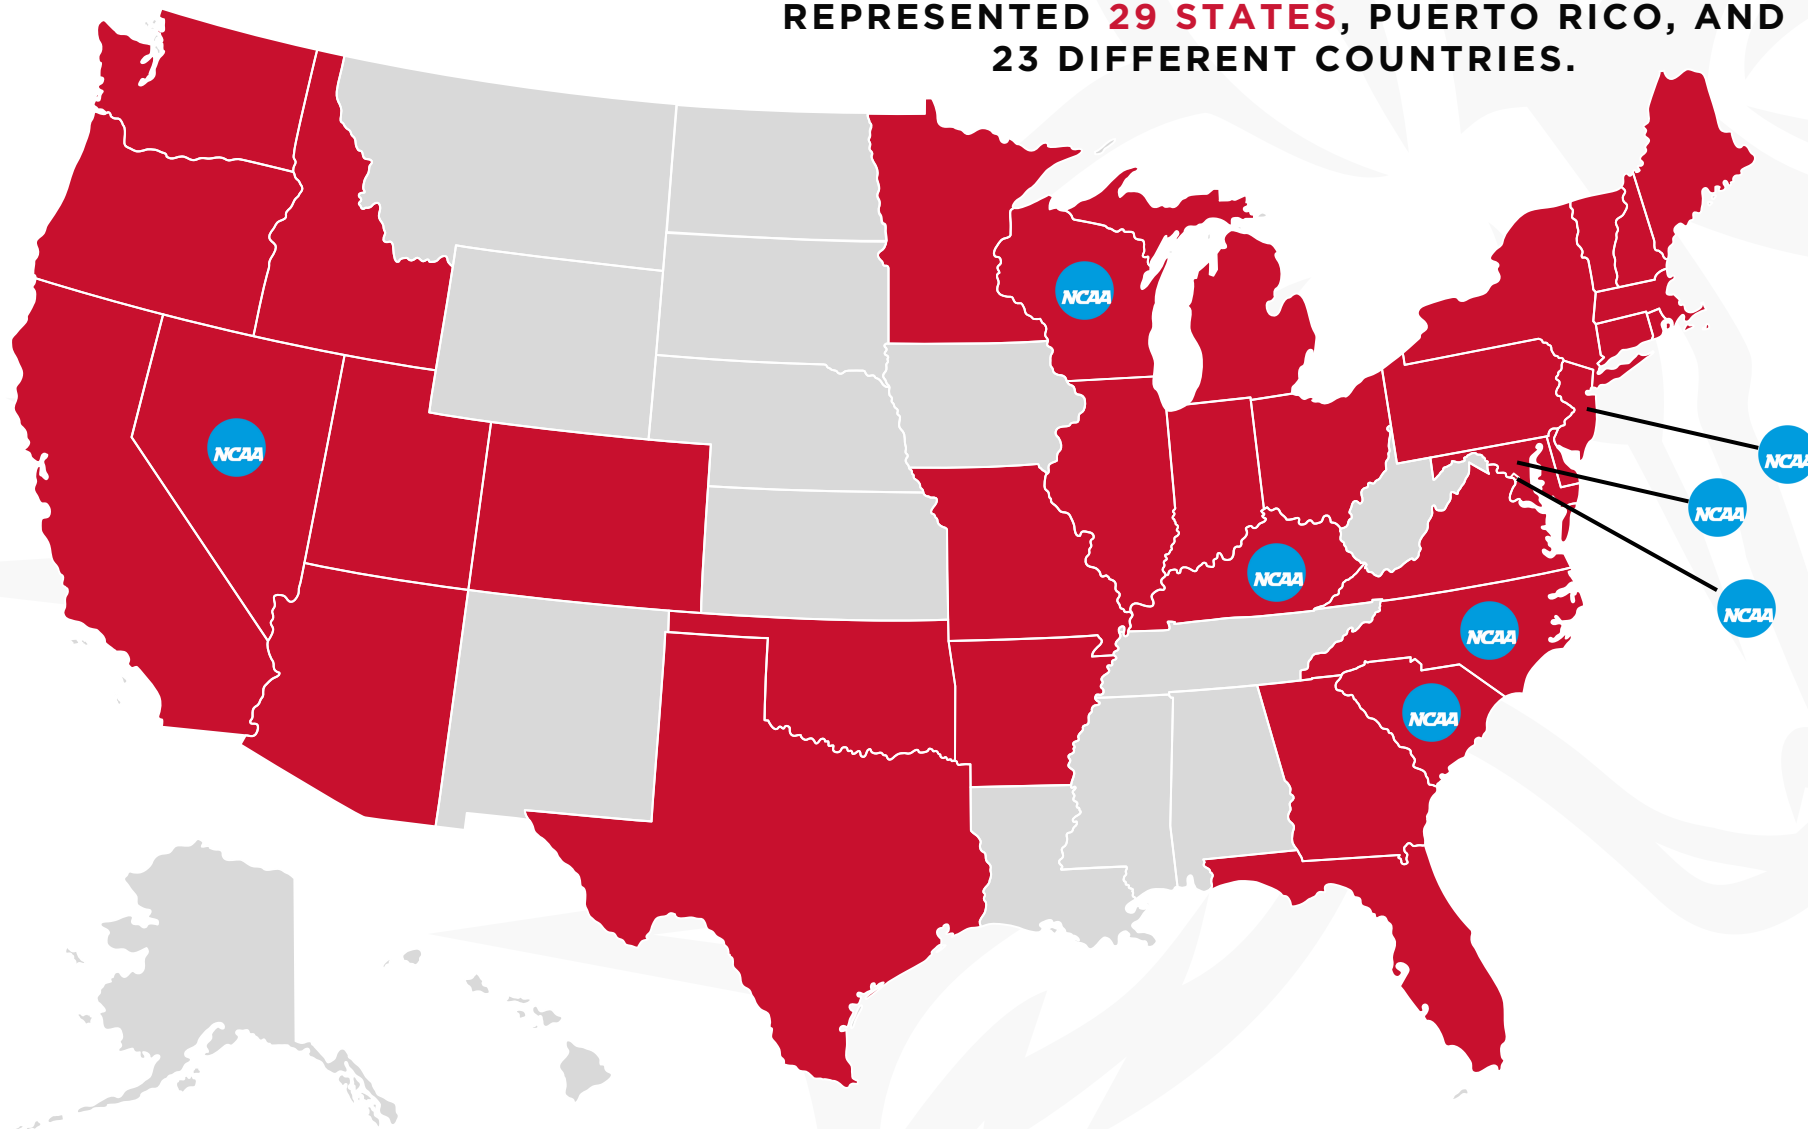 REPRESENTED 29 STATES, PUERTO RICO, AND
23 DIFFERENT COUNTRIES.
NCAA
NCAA
NCAA
NCAA
NCAA
NCAA
NCAA
NCAA